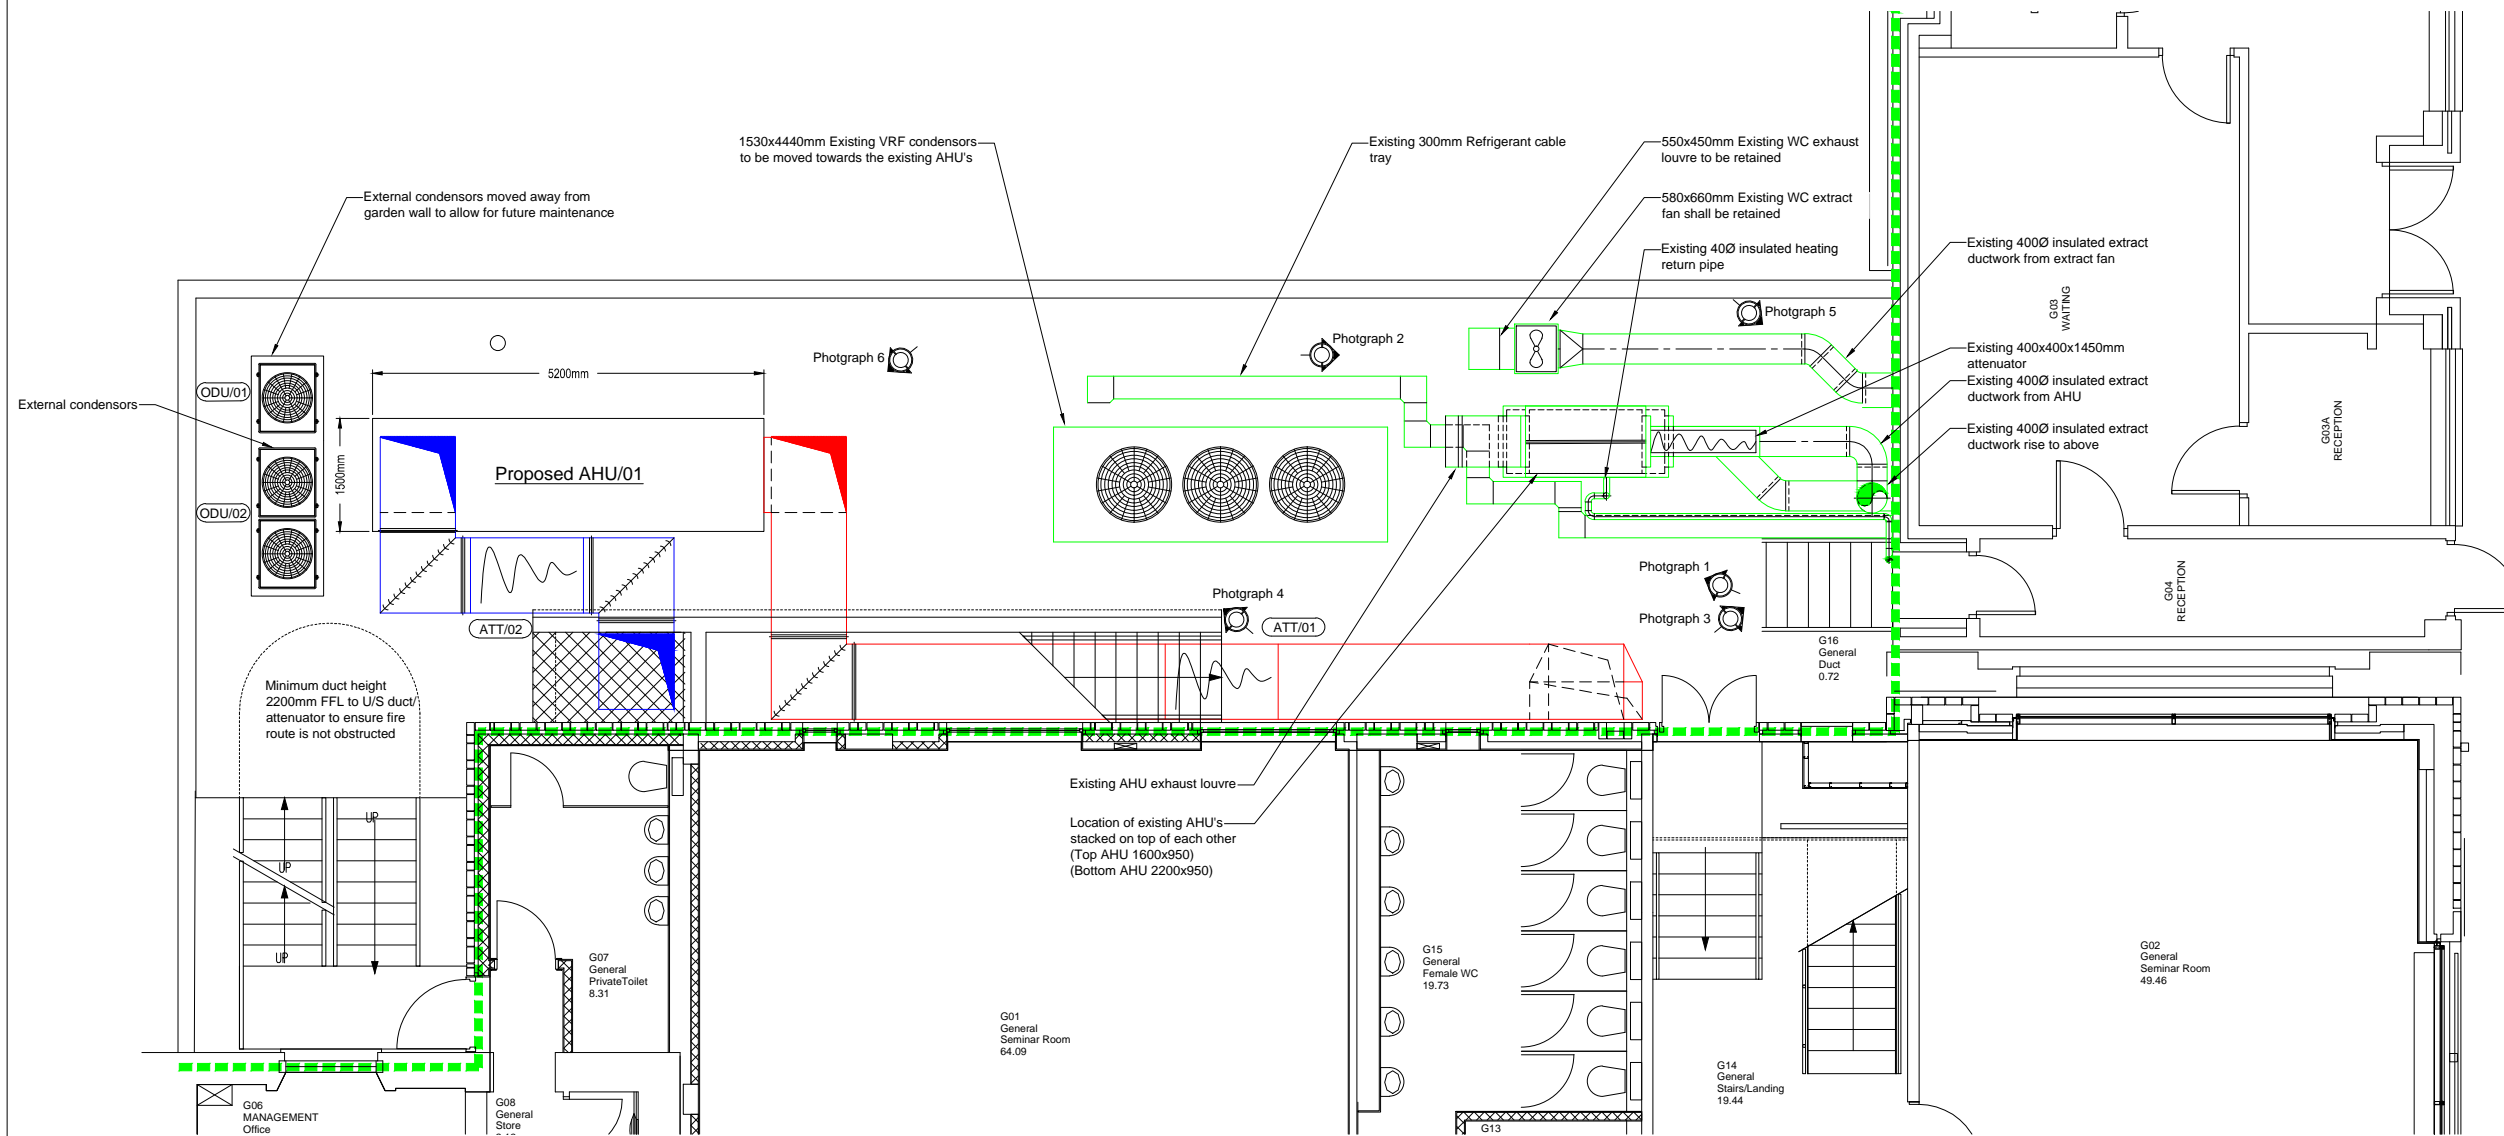 1530x4440mm Existing VRF condensors
to be moved towards the existing AHU's
Existing 300mm Refrigerant cable
tray
550x450mm Existing WC exhaust
louvre to be retained
External condensors moved away from
garden wall to allow for future maintenance
580x660mm Existing WC extract
fan shall be retained
Existing 40Ø insulated heating
return pipe
Existing 400Ø insulated extract
ductwork from extract fan
G03
WAITING
Photgraph 5
Photgraph 2
Photgraph 6
Existing 400x400x1450mm
attenuator
5200mm
ODU/01
Existing 400Ø insulated extract
ductwork from AHU
External condensors
G03A
RECEPTION
Existing 400Ø insulated extract
ductwork rise to above
1500mm
Proposed AHU/01
ODU/02
Photgraph 1
G04
RECEPTION
Photgraph 4
Photgraph 3
ATT/02
ATT/01
G16
General
Duct
0.72
Minimum duct height
2200mm FFL to U/S duct/
attenuator to ensure fire
route is not obstructed
Existing AHU exhaust louvre
Location of existing AHU's
stacked on top of each other
(Top AHU 1600x950)
(Bottom AHU 2200x950)
UP
UP
UP
G07
General
PrivateToilet
8.31
G15
General
Female WC
19.73
G02
General
Seminar Room
49.46
G01
General
Seminar Room
64.09
G14
General
Stairs/Landing
19.44
G06
MANAGEMENT
Office
G08
General
Store
G13